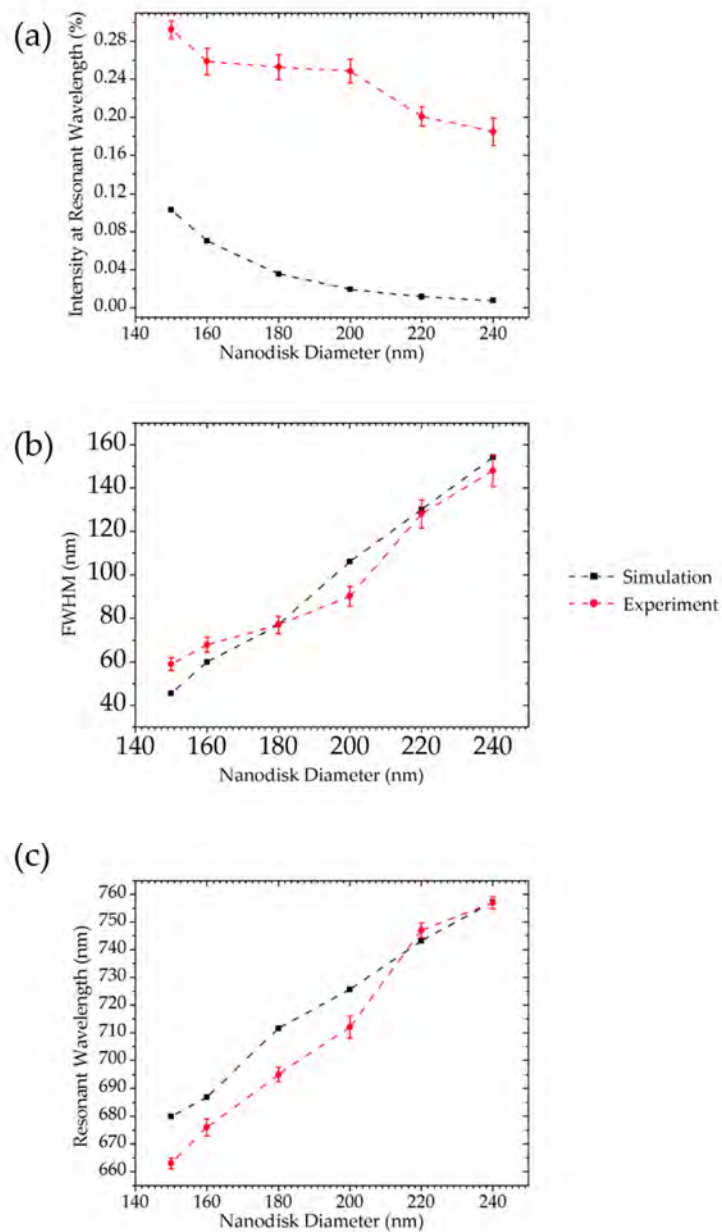 (a)
Intensity at Resonant Wavelength (%)
0.28
0.24
0.20
0.16
0.12
0.08
0.04
0.00
140 160 180 200 220 240
Nanodisk Diameter (nm)
(b)
FWHM (nm)
160
140
120
100
80
60
40
140 160 180 200 220 240
Nanodisk Diameter (nm)
Simulation
Experiment
(c)
Resonant Wavelength (nm)
760
750
740
730
720
710
700
690
680
670
660
140 160 180 200 220 240
Nanodisk Diameter (nm)